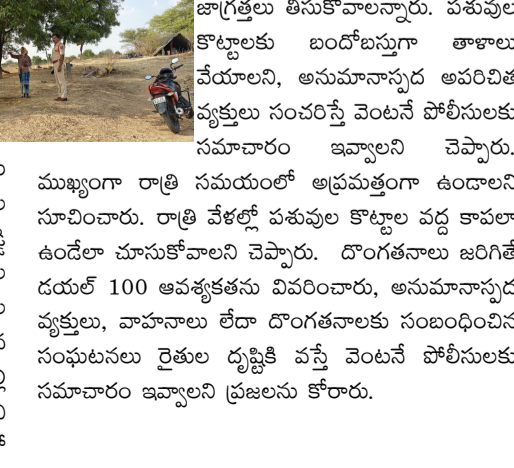 జాగ్రత్తలు తీసుకోవాలన్నారు. పశువుల
కొట్టాలకు బందోబస్తుగా తాళాలు
వేయాలని, అనుమానాస్పద అపరిచిత
వ్యక్తులు సంచరిస్తే వెంటనే పోలీసులకు
సమాచారం ఇవ్వాలని చెప్పారు.
ముఖ్యంగా రాత్రి సమయంలో అప్రమత్తంగా ఉండాలని
సూచించారు. రాత్రి వేళల్లో పశువుల కొట్టాల వద్ద కాపలా
ఉండేలా చూసుకోవాలని చెప్పారు. దొంగతనాలు జరిగితే
డయల్ 100 ఆవశ్యకతను వివరించారు, అనుమానాస్పద
వ్యక్తులు, వాహనాలు లేదా దొంగతనాలకు సంబంధించిన
సంఘటనలు రైతుల దృష్టికి వస్తే వెంటనే పోలీసులకు
సమాచారం ఇవ్వాలని ప్రజలను కోరారు.